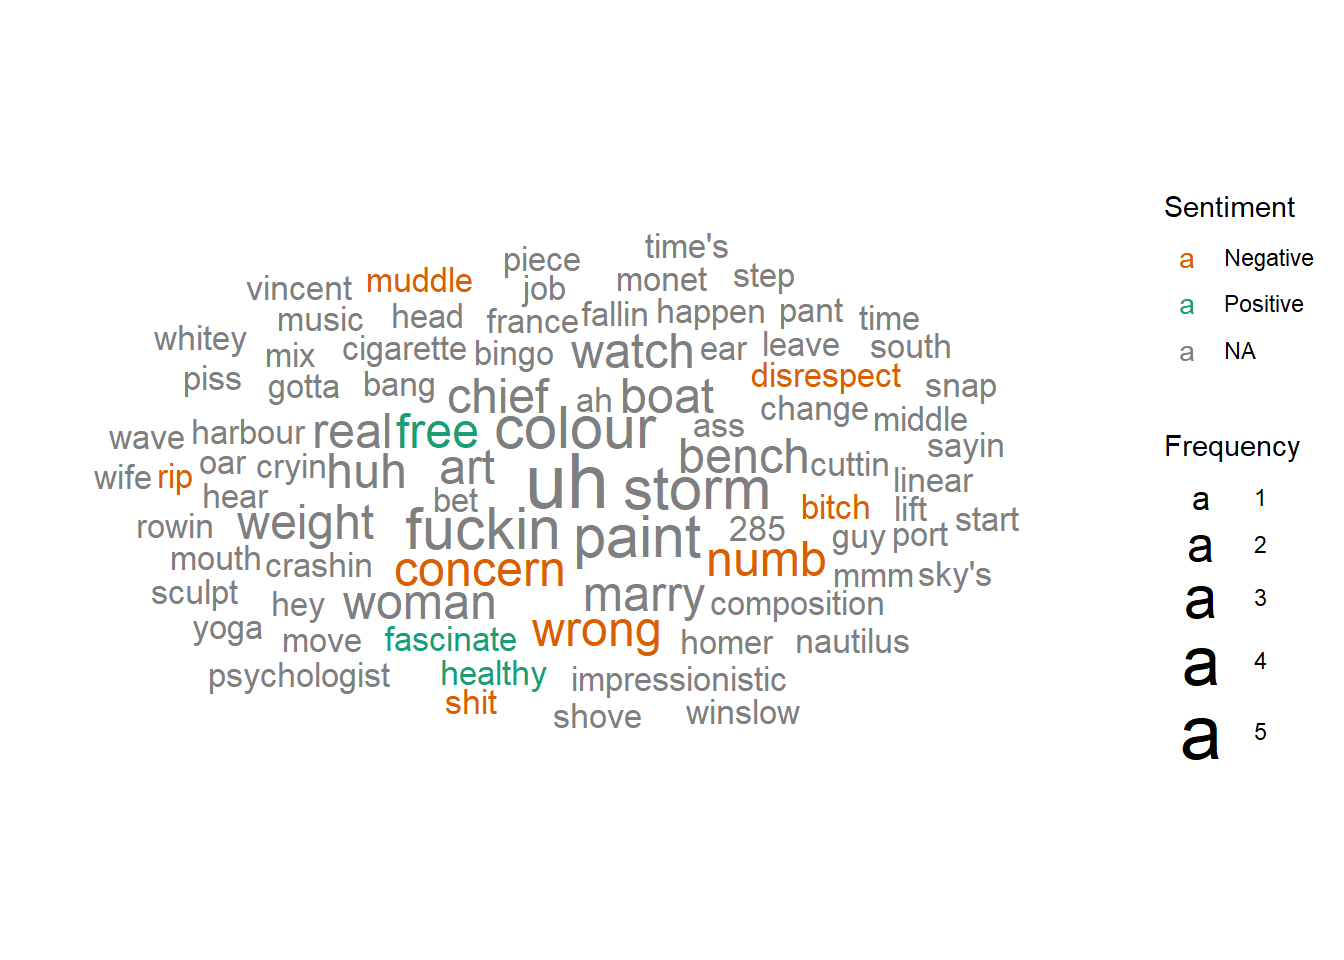 time's
piece
monet
step
muddle
vincent
job
music
head
france
fallin
happen
pant
time
whitey
mix
cigarette
bingo
watch
ear
leave
south
piss
gotta
bang
chief
ah
boat
disrespect
snap
change
middle
wave
harbour
real
free
colour
ass
sayin
wife
rip
oar
cryin
huh
art
bench
cuttin
linear
hear
bet
uh
storm
bitch
lift
start
rowin
weight
fuckin
paint
285
guy
port
mouth
crashin
concern
numb
mmm
sky's
sculpt
hey
woman
marry
composition
yoga
move
fascinate
wrong
homer
nautilus
psychologist
healthy
impressionistic
shit
shove
winslow
Sentiment
a Negative
a Positive
a NA
Frequency
a 1
a 2
a 3
a 4
a 5